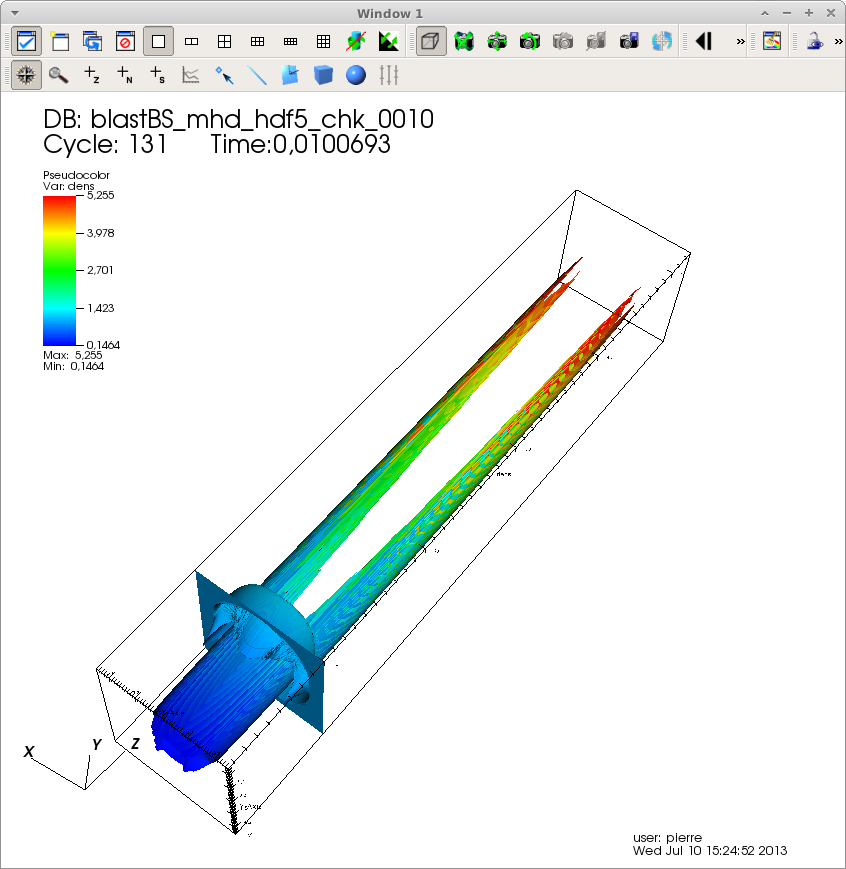 Window 1
»
»
Z
N
S
DB: blastBS_mhd_hdf5_chk_0010
Cycle: 131 Time:0,0100693
Pseudocolor
Var: dens
5,255
3,978
2,701
1,423
0,1464
Max: 5,255
Min: 0,1464
dens
X
Y
Z
user: pierre
Wed Jul 10 15:24:52 2013